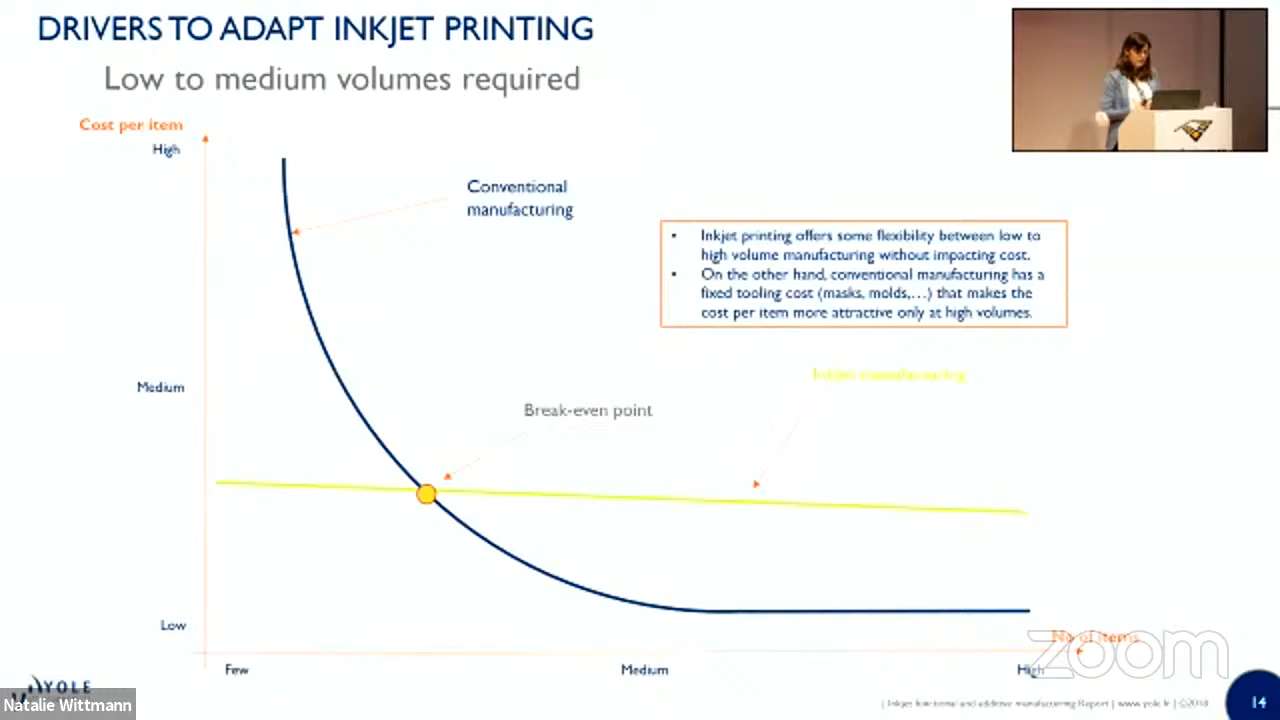 DRIVERS TO ADAPT INKJET PRINTING
Low to medium volumes required
Cost per item
High
Conventional
manufacturing
• Inkjet printing offers some flexibility between low to
high volume manufacturing without impacting cost.
• On the other hand, conventional manufacturing has a
fixed tooling cost (masks, molds,…) that makes the
cost per item more attractive only at high volumes.
Inkjet manufacturing
Medium
Break-even point
Low
No of items
zoom
Few
Medium
High
YOLE
Natalie Wittmann
| Inkjet functional and additive manufacturing Report | www.yole.fr | ©2018
14